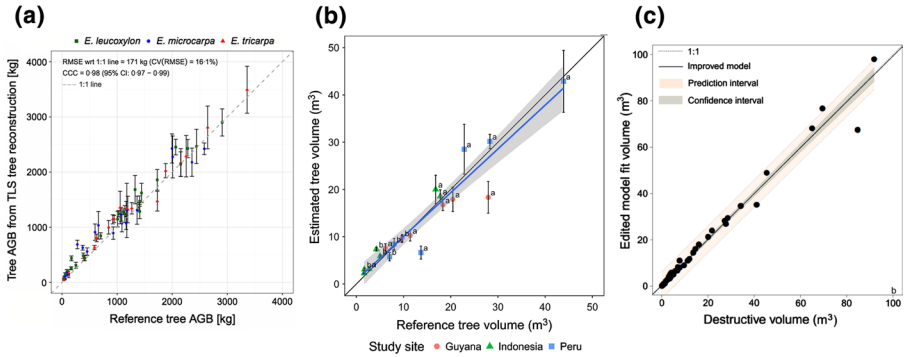 (a)
E. leucoxylon E. microcarpa E. tricarpa
RMSE wrt 1:1 line = 171 kg (CV(RMSE) = 16·1%)
CCC = 0·98 (95% CI: 0·97 − 0·99)
1:1 line
Tree AGB from TLS tree reconstruction [kg]
4000
3000
2000
1000
0
0 1000 2000 3000 4000
Reference tree AGB [kg]
(b)
Estimated tree volume (m³)
50
40
30
20
10
0
a
a
a
a
a
a
a
a
a
b
b
b
a
a
b
b
a
0 10 20 30 40 50
Reference tree volume (m³)
Study site Guyana Indonesia Peru
(c)
1:1
Improved model
Prediction interval
Confidence interval
Edited model fit volume (m³)
100
80
60
40
20
0
b
0 20 40 60 80 100
Destructive volume (m³)